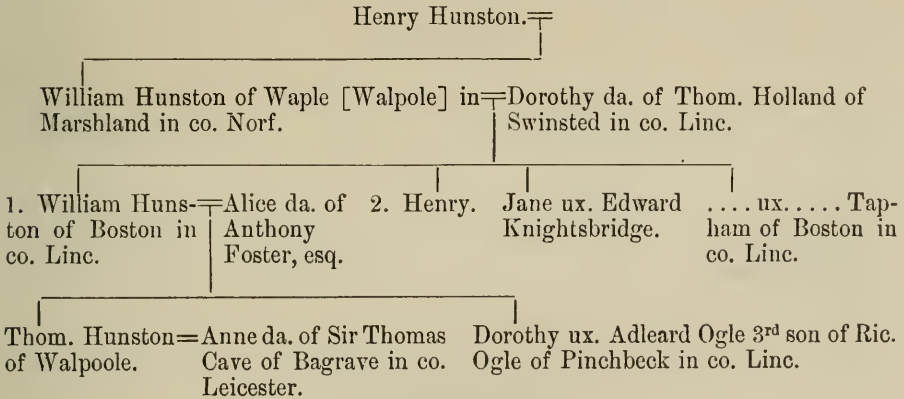 Henry Hunston.
William Hunston of Waple [Walpole] in
Marshland in co. Norf.
Dorothy da. of Thom. Holland of
Swinsted in co. Linc.
1. William Huns-
ton of Boston in
co. Linc.
Alice da. of
Anthony
Foster, esq.
2. Henry.
Jane ux. Edward
Knightsbridge.
.... ux. .... Tap-
ham of Boston in
co. Linc.
Thom. Hunston
of Walpoole.
Anne da. of Sir Thomas
Cave of Bagrave in co.
Leicester.
Dorothy ux. Adleard Ogle 3rd son of Ric.
Ogle of Pinchbeck in co. Linc.